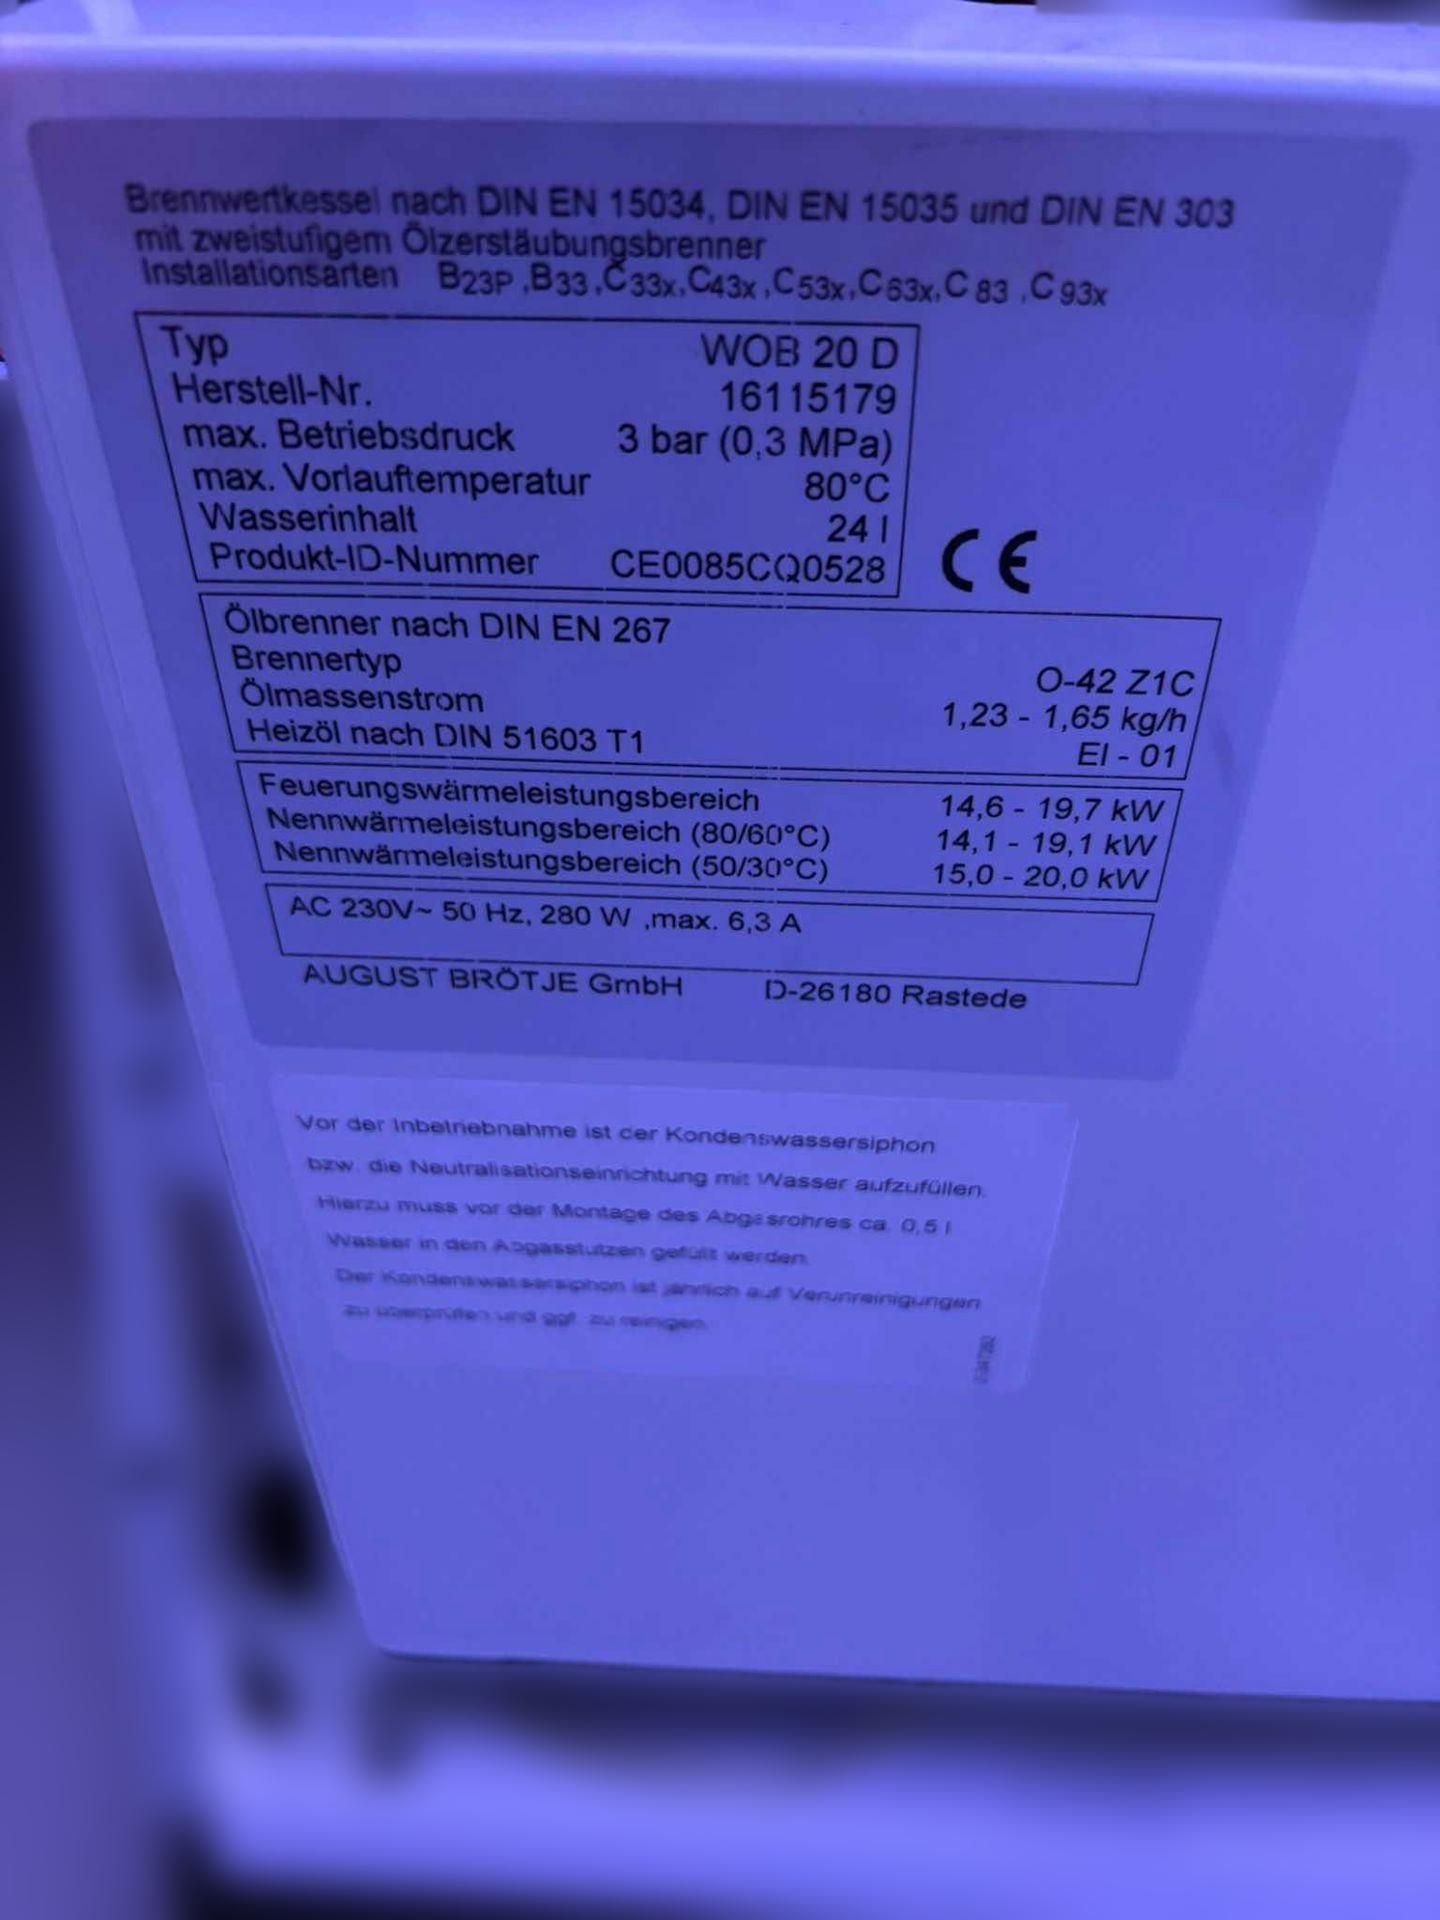 Brennwertkessel nach DIN EN 15034, DIN EN 15035 und DIN EN 303
mit zweistufigem Ölzerstäubungsbrenner
Installationsarten B23P ,B33 ,C33x,C43x ,C53x,C63x,C 83 ,C 93x
Typ WOB 20 D
Herstell-Nr. 16115179
max. Betriebsdruck 3 bar (0,3 MPa)
max. Vorlauftemperatur 80°C
Wasserinhalt 24 l
Produkt-ID-Nummer CE0085CQ0528
CE
Ölbrenner nach DIN EN 267
Brennertyp O-42 Z1C
Ölmassenstrom 1,23 - 1,65 kg/h
Heizöl nach DIN 51603 T1 El - 01
Feuerungswärmeleistungsbereich 14,6 - 19,7 kW
Nennwärmeleistungsbereich (80/60°C) 14,1 - 19,1 kW
Nennwärmeleistungsbereich (50/30°C) 15,0 - 20,0 kW
AC 230V~ 50 Hz, 280 W ,max. 6,3 A
AUGUST BRÖTJE GmbH D-26180 Rastede
Vor der Inbetriebnahme ist der Kondenswassersiphon
bzw. die Neutralisationseinrichtung mit Wasser aufzufüllen.
Hierzu muss vor der Montage des Abgasrohres ca. 0,5 l
Wasser in den Abgasstutzen gefüllt werden.
Der Kondenswassersiphon ist jährlich auf Verunreinigungen
zu überprüfen und ggf. zu reinigen.